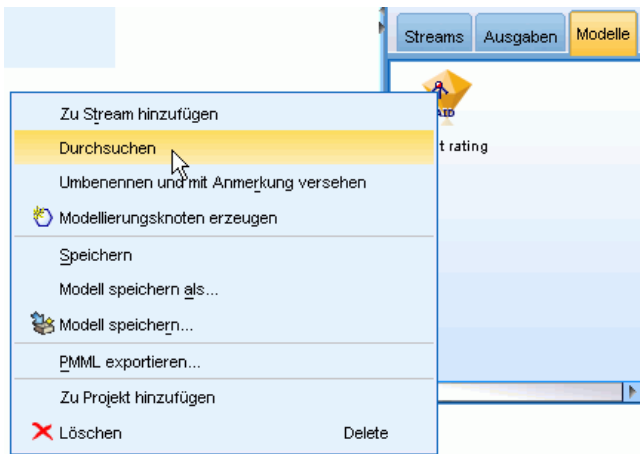 Streams Ausgaben Modelle
AID
t rating
Zu Stream hinzufügen
Durchsuchen
Umbenennen und mit Anmerkung versehen
Modellierungsknoten erzeugen
Speichern
Modell speichern als...
Modell speichern...
PMML exportieren...
Zu Projekt hinzufügen
Löschen Delete